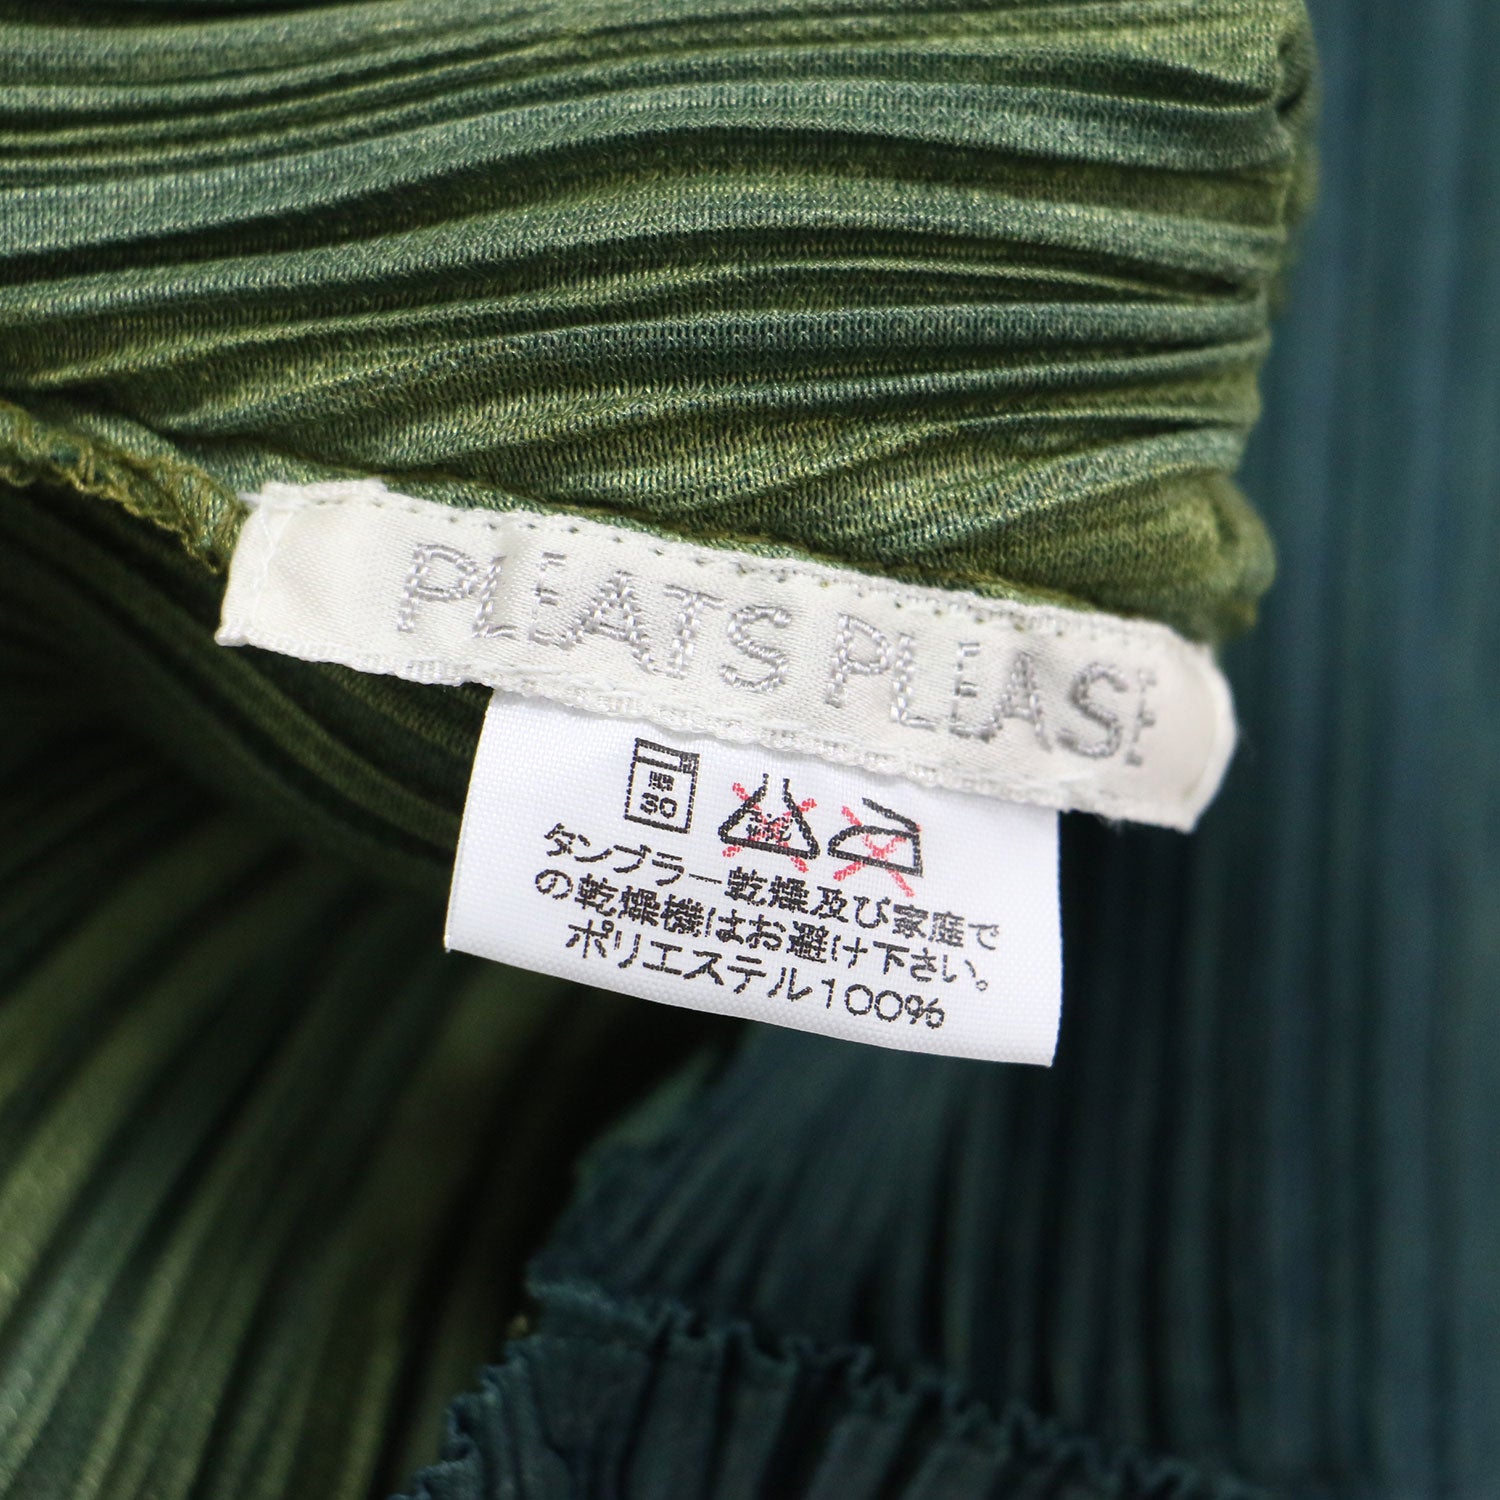 PLEATS PLEASE
弱
30
タンブラー乾燥及び家庭で
の乾燥機はお避け下さい。
ポリエステル100%